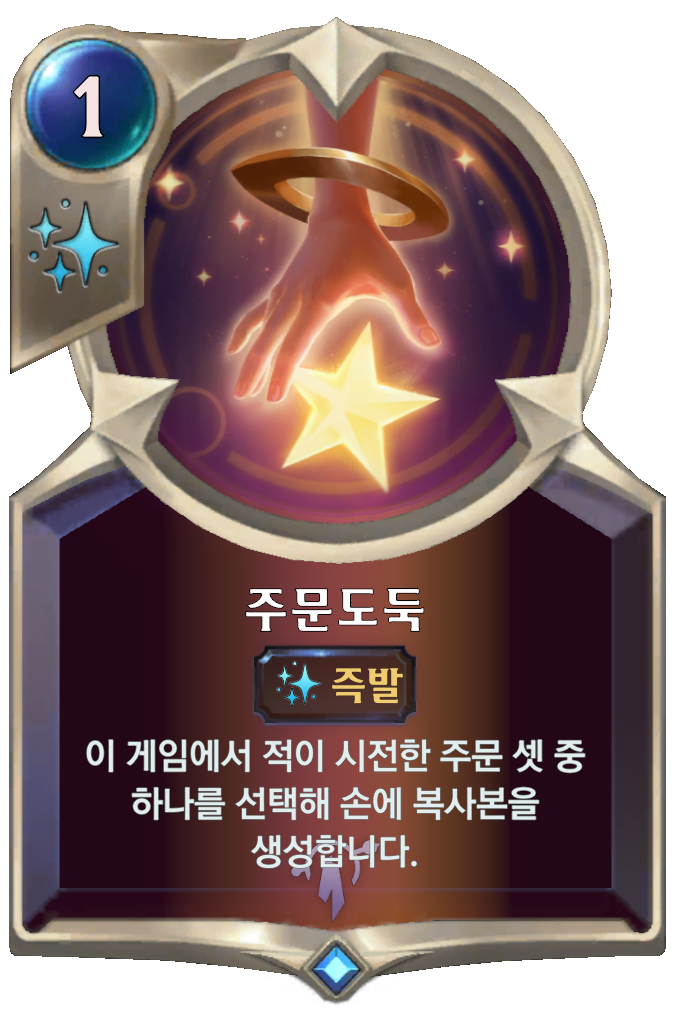 1
주문도둑
즉발
이 게임에서 적이 시전한 주문 셋 중
하나를 선택해 손에 복사본을
생성합니다.